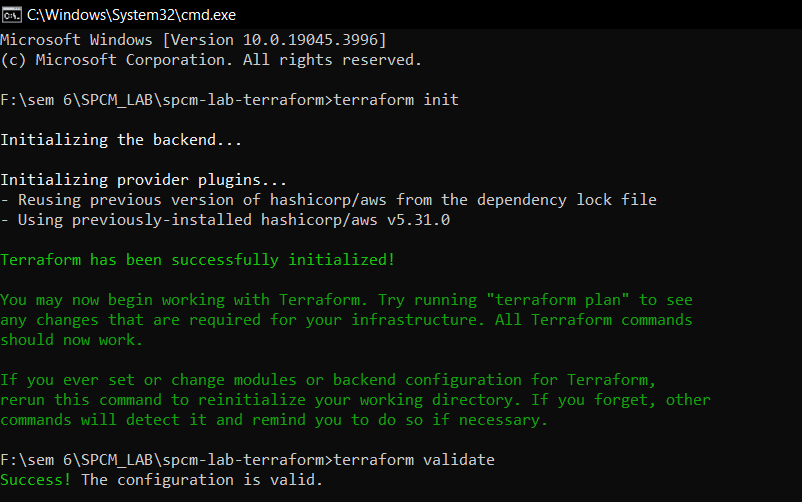 C:\Windows\System32\cmd.exe
Microsoft Windows [Version 10.0.19045.3996]
(c) Microsoft Corporation. All rights reserved.
F:\sem 6\SPCM_LAB\spcm-lab-terraform>terraform init
Initializing the backend...
Initializing provider plugins...
- Reusing previous version of hashicorp/aws from the dependency lock file
- Using previously-installed hashicorp/aws v5.31.0
Terraform has been successfully initialized!
You may now begin working with Terraform. Try running "terraform plan" to see
any changes that are required for your infrastructure. All Terraform commands
should now work.
If you ever set or change modules or backend configuration for Terraform,
rerun this command to reinitialize your working directory. If you forget, other
commands will detect it and remind you to do so if necessary.
F:\sem 6\SPCM_LAB\spcm-lab-terraform>terraform validate
Success! The configuration is valid.